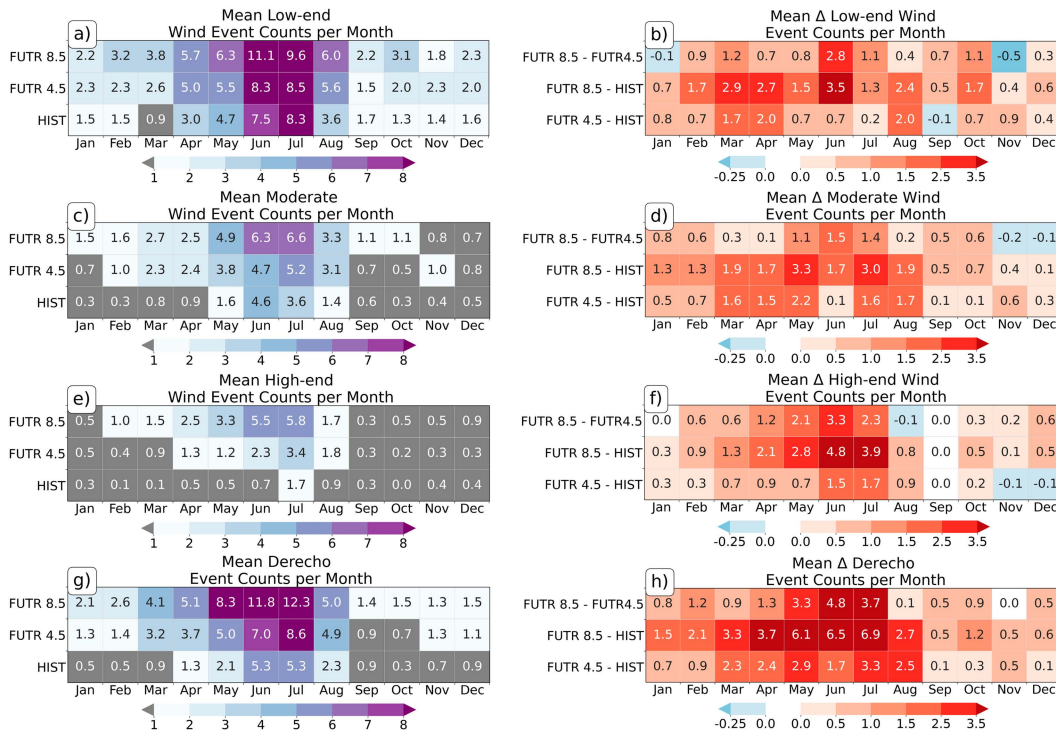 Mean Low-end
Wind Event Counts per Month
a)
FUTR 8.5 2.2 3.2 3.8 5.7 6.3 11.1 9.6 6.0 2.2 3.1 1.8 2.3
FUTR 4.5 2.3 2.3 2.6 5.0 5.5 8.3 8.5 5.6 1.5 2.0 2.3 2.0
HIST 1.5 1.5 0.9 3.0 4.7 7.5 8.3 3.6 1.7 1.3 1.4 1.6
Jan Feb Mar Apr May Jun Jul Aug Sep Oct Nov Dec
1 2 3 4 5 6 7 8
Mean Δ Low-end Wind
Event Counts per Month
b)
FUTR 8.5 - FUTR4.5 -0.1 0.9 1.2 0.7 0.8 2.8 1.1 0.4 0.7 1.1 -0.5 0.3
FUTR 8.5 - HIST 0.7 1.7 2.9 2.7 1.5 3.5 1.3 2.4 0.5 1.7 0.4 0.6
FUTR 4.5 - HIST 0.8 0.7 1.7 2.0 0.7 0.7 0.2 2.0 -0.1 0.7 0.9 0.4
Jan Feb Mar Apr May Jun Jul Aug Sep Oct Nov Dec
-0.25 0.0 0.0 0.5 1.0 1.5 2.5 3.5
Mean Moderate
Wind Event Counts per Month
c)
FUTR 8.5 1.5 1.6 2.7 2.5 4.9 6.3 6.6 3.3 1.1 1.1 0.8 0.7
FUTR 4.5 0.7 1.0 2.3 2.4 3.8 4.7 5.2 3.1 0.7 0.5 1.0 0.8
HIST 0.3 0.3 0.8 0.9 1.6 4.6 3.6 1.4 0.6 0.3 0.4 0.5
Jan Feb Mar Apr May Jun Jul Aug Sep Oct Nov Dec
1 2 3 4 5 6 7 8
Mean Δ Moderate Wind
Event Counts per Month
d)
FUTR 8.5 - FUTR4.5 0.8 0.6 0.3 0.1 1.1 1.5 1.4 0.2 0.5 0.6 -0.2 -0.1
FUTR 8.5 - HIST 1.3 1.3 1.9 1.7 3.3 1.7 3.0 1.9 0.5 0.7 0.4 0.1
FUTR 4.5 - HIST 0.5 0.7 1.6 1.5 2.2 0.1 1.6 1.7 0.1 0.1 0.6 0.3
Jan Feb Mar Apr May Jun Jul Aug Sep Oct Nov Dec
-0.25 0.0 0.0 0.5 1.0 1.5 2.5 3.5
Mean High-end
Wind Event Counts per Month
e)
FUTR 8.5 0.5 1.0 1.5 2.5 3.3 5.5 5.8 1.7 0.3 0.5 0.5 0.9
FUTR 4.5 0.5 0.4 0.9 1.3 1.2 2.3 3.4 1.8 0.3 0.2 0.3 0.3
HIST 0.3 0.1 0.1 0.5 0.5 0.7 1.7 0.9 0.3 0.0 0.4 0.4
Jan Feb Mar Apr May Jun Jul Aug Sep Oct Nov Dec
1 2 3 4 5 6 7 8
Mean Δ High-end Wind
Event Counts per Month
f)
FUTR 8.5 - FUTR4.5 0.0 0.6 0.6 1.2 2.1 3.3 2.3 -0.1 0.0 0.3 0.2 0.6
FUTR 8.5 - HIST 0.3 0.9 1.3 2.1 2.8 4.8 3.9 0.8 0.0 0.5 0.1 0.5
FUTR 4.5 - HIST 0.3 0.3 0.7 0.9 0.7 1.5 1.7 0.9 0.0 0.2 -0.1 -0.1
Jan Feb Mar Apr May Jun Jul Aug Sep Oct Nov Dec
-0.25 0.0 0.0 0.5 1.0 1.5 2.5 3.5
Mean Derecho
Event Counts per Month
g)
FUTR 8.5 2.1 2.6 4.1 5.1 8.3 11.8 12.3 5.0 1.4 1.5 1.3 1.5
FUTR 4.5 1.3 1.4 3.2 3.7 5.0 7.0 8.6 4.9 0.9 0.7 1.3 1.1
HIST 0.5 0.5 0.9 1.3 2.1 5.3 5.3 2.3 0.9 0.3 0.7 0.9
Jan Feb Mar Apr May Jun Jul Aug Sep Oct Nov Dec
1 2 3 4 5 6 7 8
Mean Δ Derecho
Event Counts per Month
h)
FUTR 8.5 - FUTR4.5 0.8 1.2 0.9 1.3 3.3 4.8 3.7 0.1 0.5 0.9 0.0 0.5
FUTR 8.5 - HIST 1.5 2.1 3.3 3.7 6.1 6.5 6.9 2.7 0.5 1.2 0.5 0.6
FUTR 4.5 - HIST 0.7 0.9 2.3 2.4 2.9 1.7 3.3 2.5 0.1 0.3 0.5 0.1
Jan Feb Mar Apr May Jun Jul Aug Sep Oct Nov Dec
-0.25 0.0 0.0 0.5 1.0 1.5 2.5 3.5